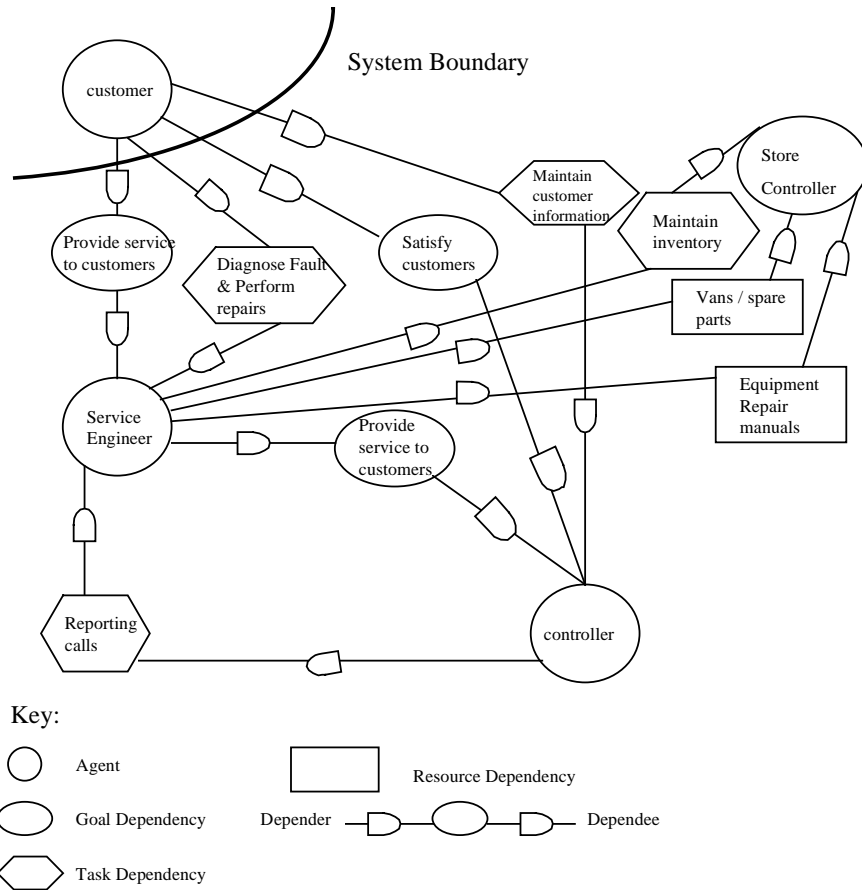 System Boundary
customer
Store
Controller
Maintain
customer
information
Maintain
inventory
Provide service
to customers
Satisfy
customers
Diagnose Fault
& Perform
repairs
Vans / spare
parts
Equipment
Repair
manuals
Service
Engineer
Provide
service to
customers
Reporting
calls
controller
Key:
Agent
Resource Dependency
Goal Dependency
Depender
Dependee
Task Dependency